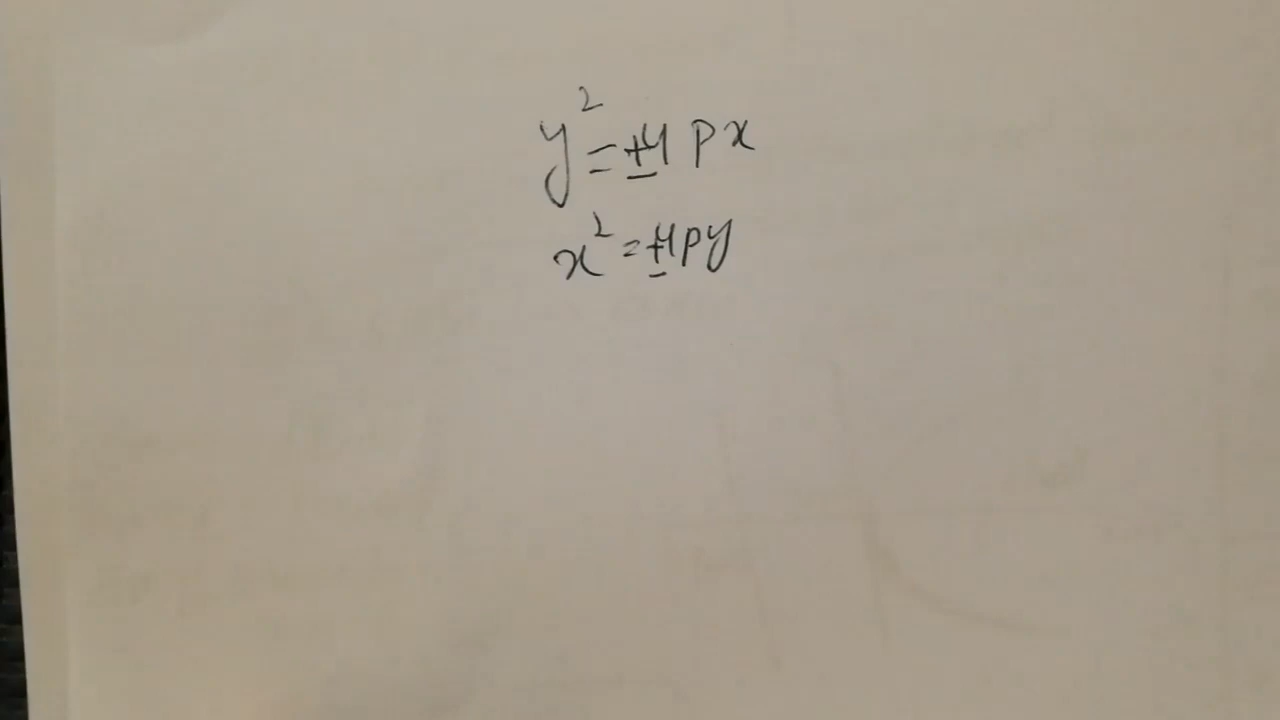 y² = ±4px
x² = ±4py